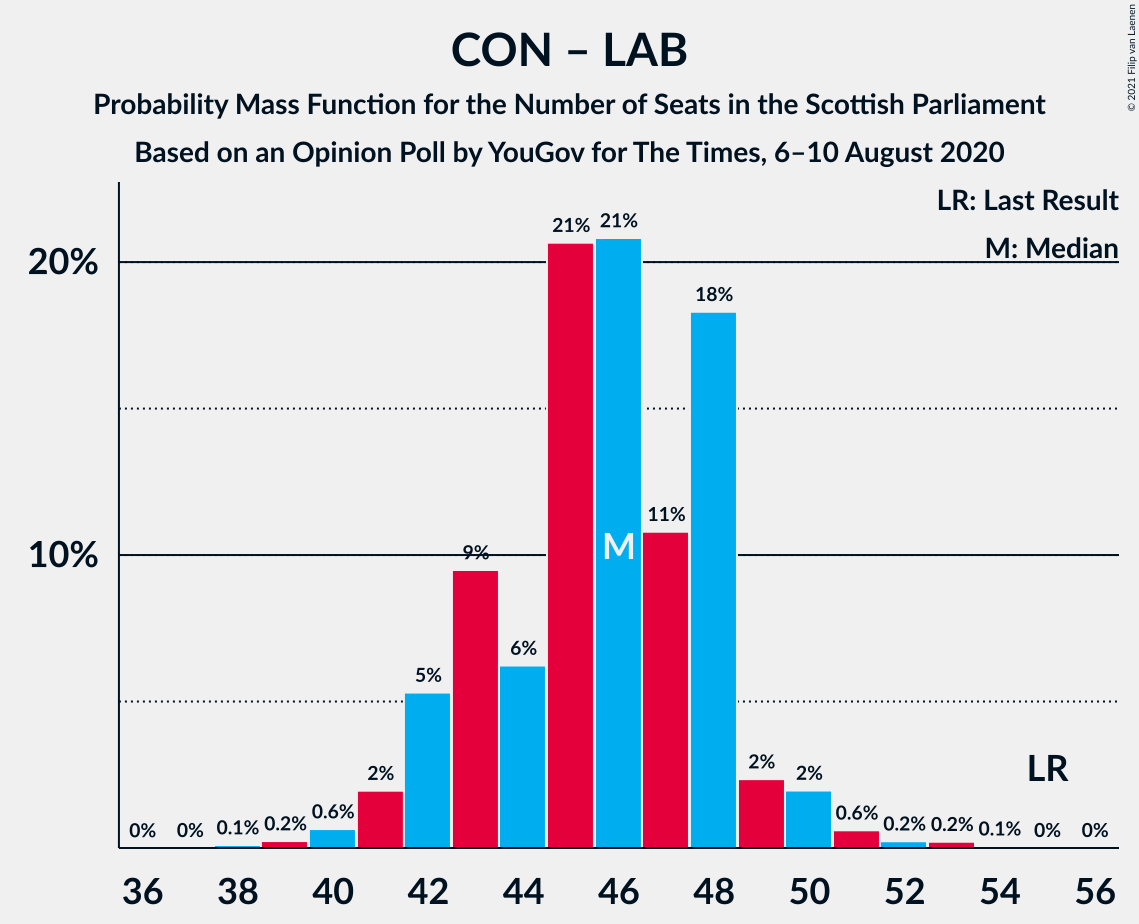 CON – LAB
Probability Mass Function for the Number of Seats in the Scottish Parliament
Based on an Opinion Poll by YouGov for The Times, 6–10 August 2020
© 2021 Filip van Laenen
LR: Last Result
M: Median
20%
10%
0%
0%
0.1%
0.2%
0.6%
2%
5%
9%
6%
21%
21%
11%
18%
2%
2%
0.6%
0.2%
0.2%
0.1%
0%
0%
M
LR
36 38 40 42 44 46 48 50 52 54 56